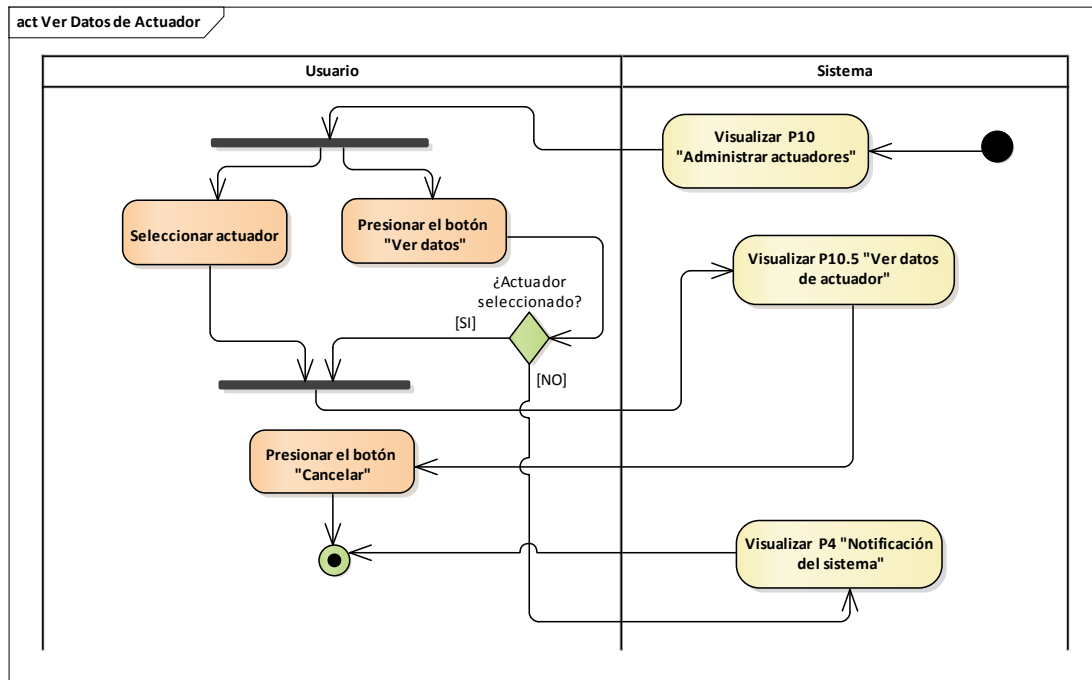 act Ver Datos de Actuador
Usuario
Sistema
Visualizar P10
"Administrar actuadores"
Seleccionar actuador
Presionar el botón
"Ver datos"
Visualizar P10.5 "Ver datos
de actuador"
¿Actuador
seleccionado?
[SI]
[NO]
Presionar el botón
"Cancelar"
Visualizar P4 "Notificación
del sistema"